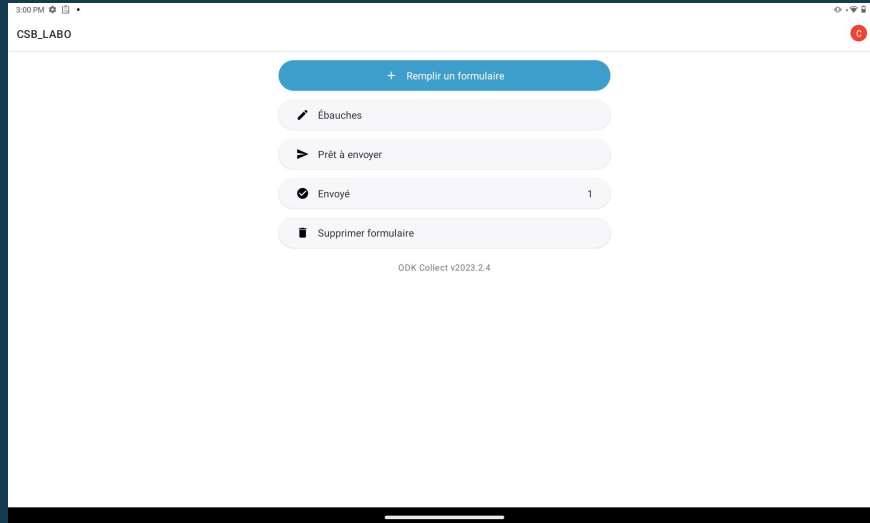 3:00 PM
CSB_LABO
C
+ Remplir un formulaire
Ébauches
Prêt à envoyer
Envoyé 1
Supprimer formulaire
ODK Collect v2023.2.4